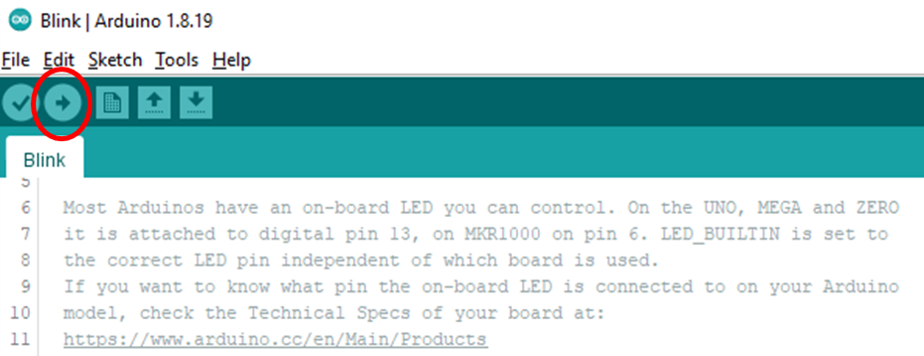 Blink | Arduino 1.8.19
File Edit Sketch Tools Help
Blink
5
6 Most Arduinos have an on-board LED you can control. On the UNO, MEGA and ZERO
7 it is attached to digital pin 13, on MKR1000 on pin 6. LED_BUILTIN is set to
8 the correct LED pin independent of which board is used.
9 If you want to know what pin the on-board LED is connected to on your Arduino
10 model, check the Technical Specs of your board at:
11 https://www.arduino.cc/en/Main/Products